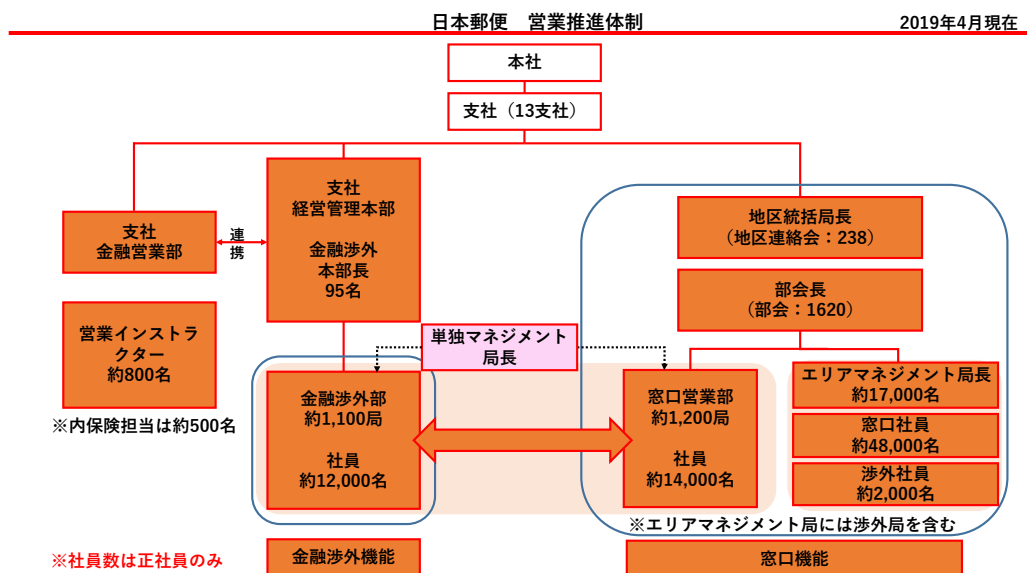 日本郵便　営業推進体制
2019年4月現在
本社
支社（13支社）
支社
金融営業部
連
携
支社
経営管理本部
金融渉外
本部長
95名
地区統括局長
（地区連絡会：238）
部会長
（部会：1620）
営業インストラ
クター
約800名
※内保険担当は約500名
単独マネジメント
局長
金融渉外部
約1,100局
社員
約12,000名
窓口営業部
約1,200局
社員
約14,000名
エリアマネジメント局長
約17,000名
窓口社員
約48,000名
渉外社員
約2,000名
※エリアマネジメント局には渉外局を含む
※社員数は正社員のみ
金融渉外機能
窓口機能